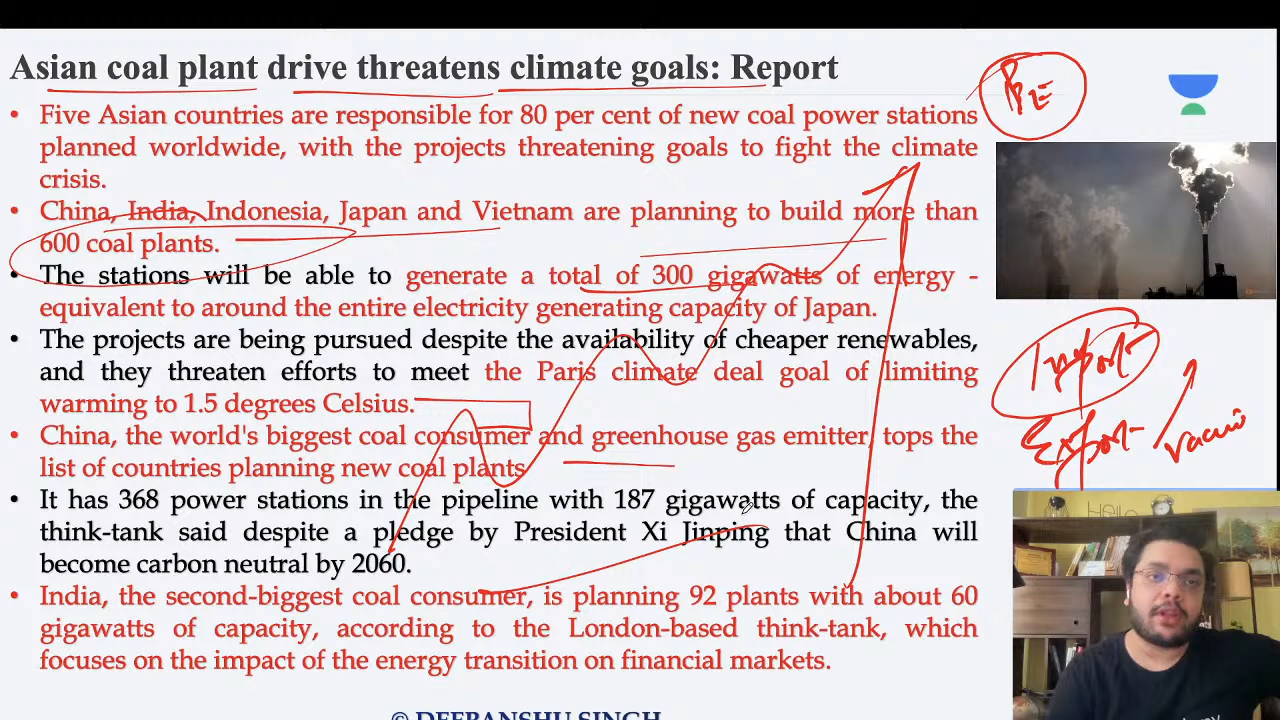 Asian coal plant drive threatens climate goals: Report
• Five Asian countries are responsible for 80 per cent of new coal power stations
planned worldwide, with the projects threatening goals to fight the climate
crisis.
• China, India, Indonesia, Japan and Vietnam are planning to build more than
600 coal plants.
• The stations will be able to generate a total of 300 gigawatts of energy -
equivalent to around the entire electricity generating capacity of Japan.
• The projects are being pursued despite the availability of cheaper renewables,
and they threaten efforts to meet the Paris climate deal goal of limiting
warming to 1.5 degrees Celsius.
• China, the world's biggest coal consumer and greenhouse gas emitter, tops the
list of countries planning new coal plants
• It has 368 power stations in the pipeline with 187 gigawatts of capacity, the
think-tank said despite a pledge by President Xi Jinping that China will
become carbon neutral by 2060.
• India, the second-biggest coal consumer, is planning 92 plants with about 60
gigawatts of capacity, according to the London-based think-tank, which
focuses on the impact of the energy transition on financial markets.
© DEEPANSHU SINGH
Import
Export
Hello